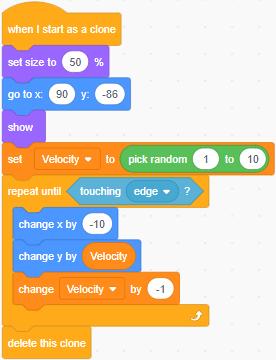 when I start as a clone
set size to 50 %
go to x: 90 y: -86
show
set Velocity to pick random 1 to 10
repeat until touching edge ?
change x by -10
change y by Velocity
change Velocity by -1
delete this clone